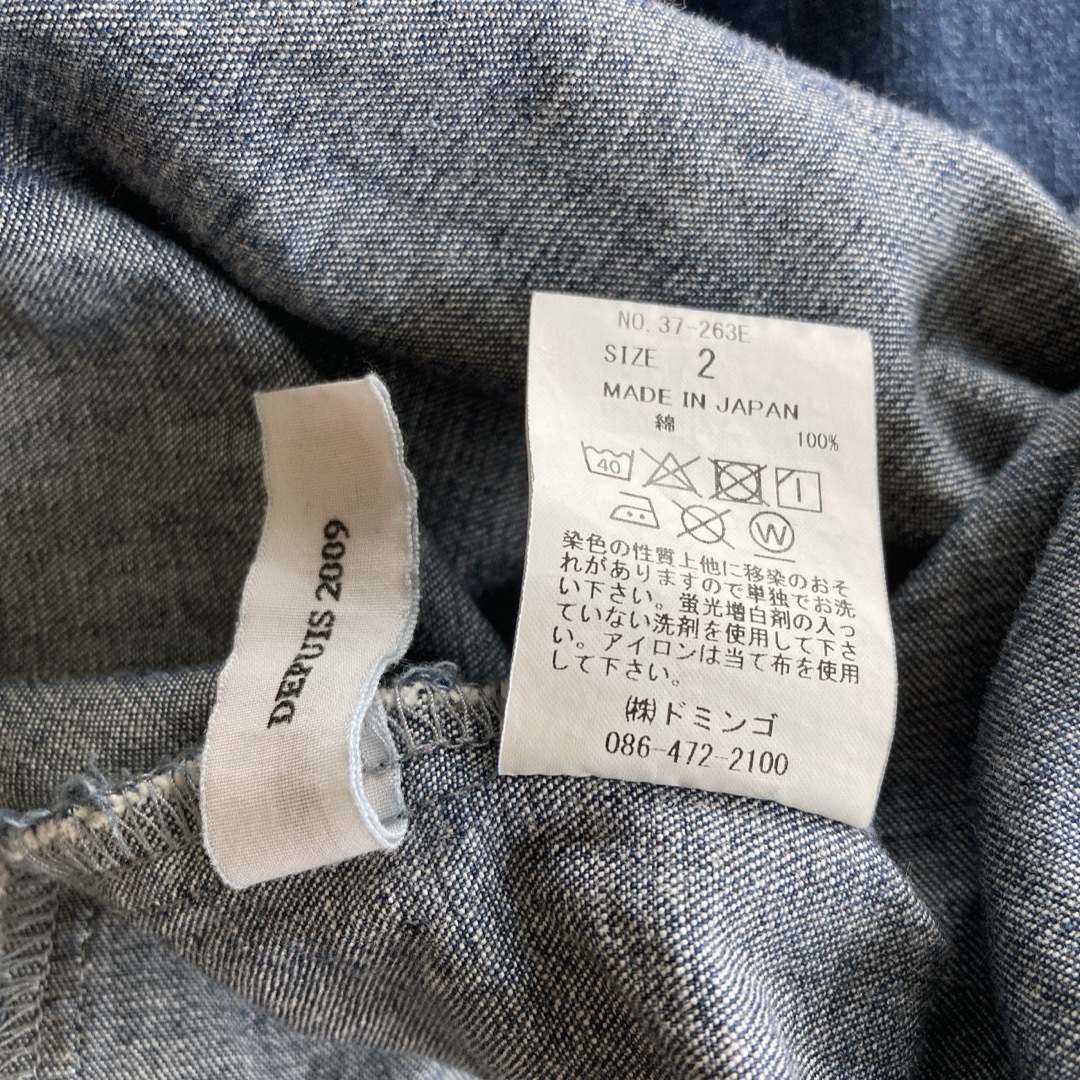 DEPUIS 2009
NO. 37-263E
SIZE 2
MADE IN JAPAN
綿 100%
40
W
染色の性質上他に移染のおそ
れがありますので単独でお洗
い下さい。蛍光増白剤の入っ
ていない洗剤を使用して下さ
い。アイロンは当て布を使用
して下さい。
㈱ドミンゴ
086-472-2100